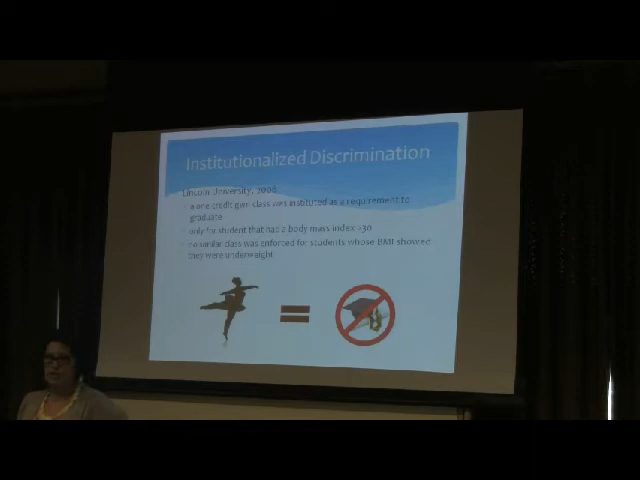 Institutionalized Discrimination
Lincoln University, 2006
a one credit gym class was instituted as a requirement to
graduate
only for student that had a body mass index >30
no similar class was enforced for students whose BMI showed
they were underweight